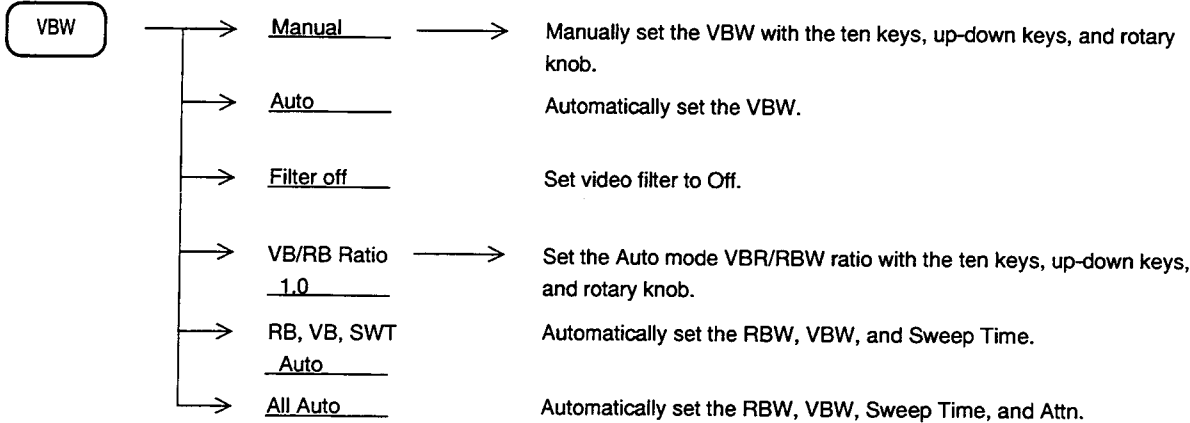 VBW
Manual
Manually set the VBW with the ten keys, up-down keys, and rotary
knob.
Auto
Automatically set the VBW.
Filter off
Set video filter to Off.
VB/RB Ratio
1.0
Set the Auto mode VBR/RBW ratio with the ten keys, up-down keys,
and rotary knob.
RB, VB, SWT
Auto
Automatically set the RBW, VBW, and Sweep Time.
All Auto
Automatically set the RBW, VBW, Sweep Time, and Attn.